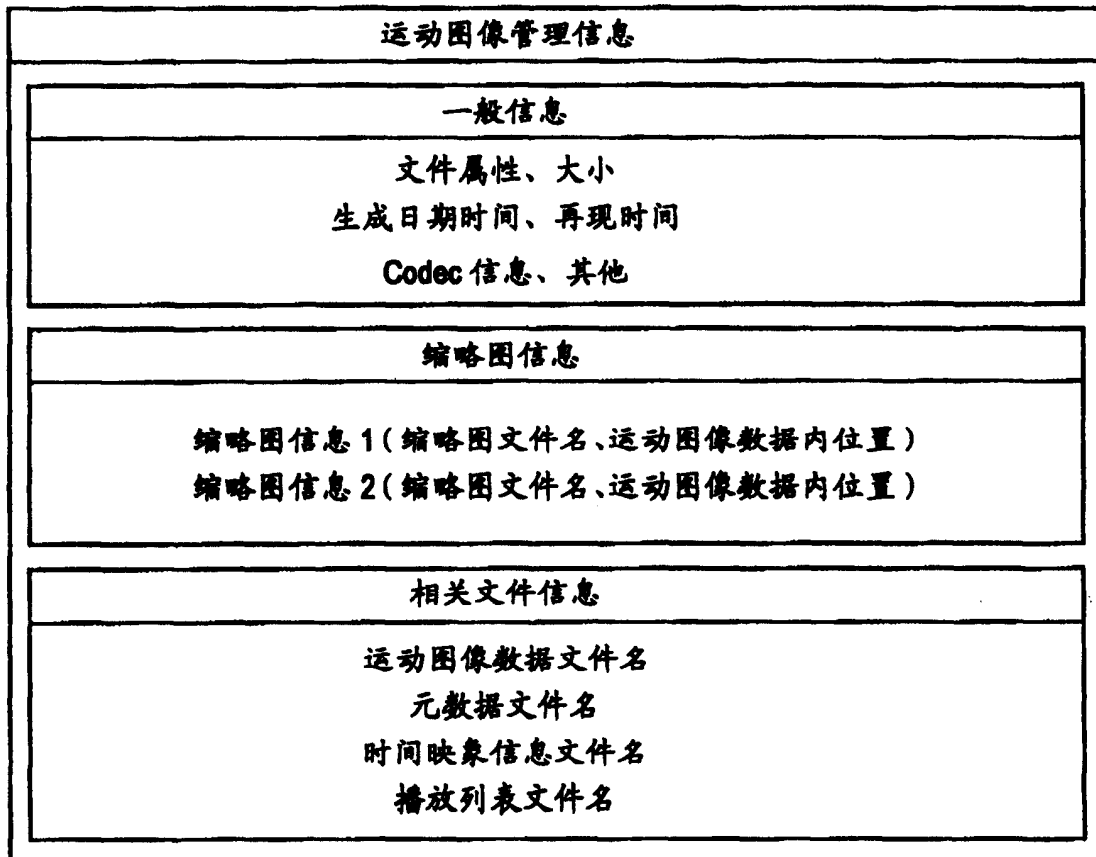 运动图像管理信息
一般信息
文件属性、大小
生成日期时间、再现时间
Codec 信息、其他
缩略图信息
缩略图信息 1(缩略图文件名、运动图像数据内位置)
缩略图信息 2(缩略图文件名、运动图像数据内位置)
相关文件信息
运动图像数据文件名
元数据文件名
时间映象信息文件名
播放列表文件名